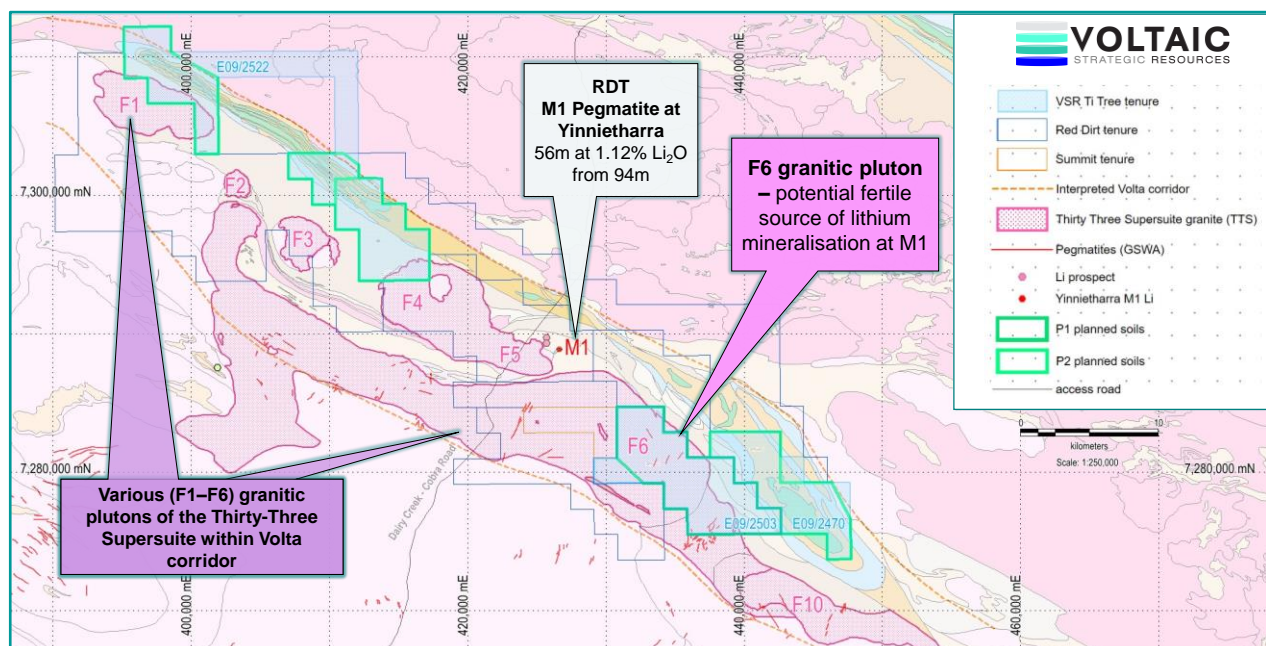 VOLTAIC
STRATEGIC RESOURCES
VSR Ti Tree tenure
Red Dirt tenure
Summit tenure
Interpreted Volta corridor
Thirty Three Supersuite granite (TTS)
Pegmatites (GSWA)
Li prospect
Yinnietharra M1 Li
P1 planned soils
P2 planned soils
access road
0 10
kilometers
Scale: 1:250,000
400,000 mE
420,000 mE
440,000 mE
E09/2522
F1
RDT
M1 Pegmatite at
Yinnietharra
56m at 1.12% Li₂O
from 94m
F6 granitic pluton
– potential fertile
source of lithium
mineralisation at M1
7,300,000 mN
F2
F3
F4
F5
M1
F6
7,280,000 mN
7,280,000 mN
Dairy Creek - Cobra Road
Various (F1–F6) granitic
plutons of the Thirty-Three
Supersuite within Volta
corridor
E09/2503
E09/2470
F10
400,000 mE
420,000 mE
440,000 mE
460,000 mE